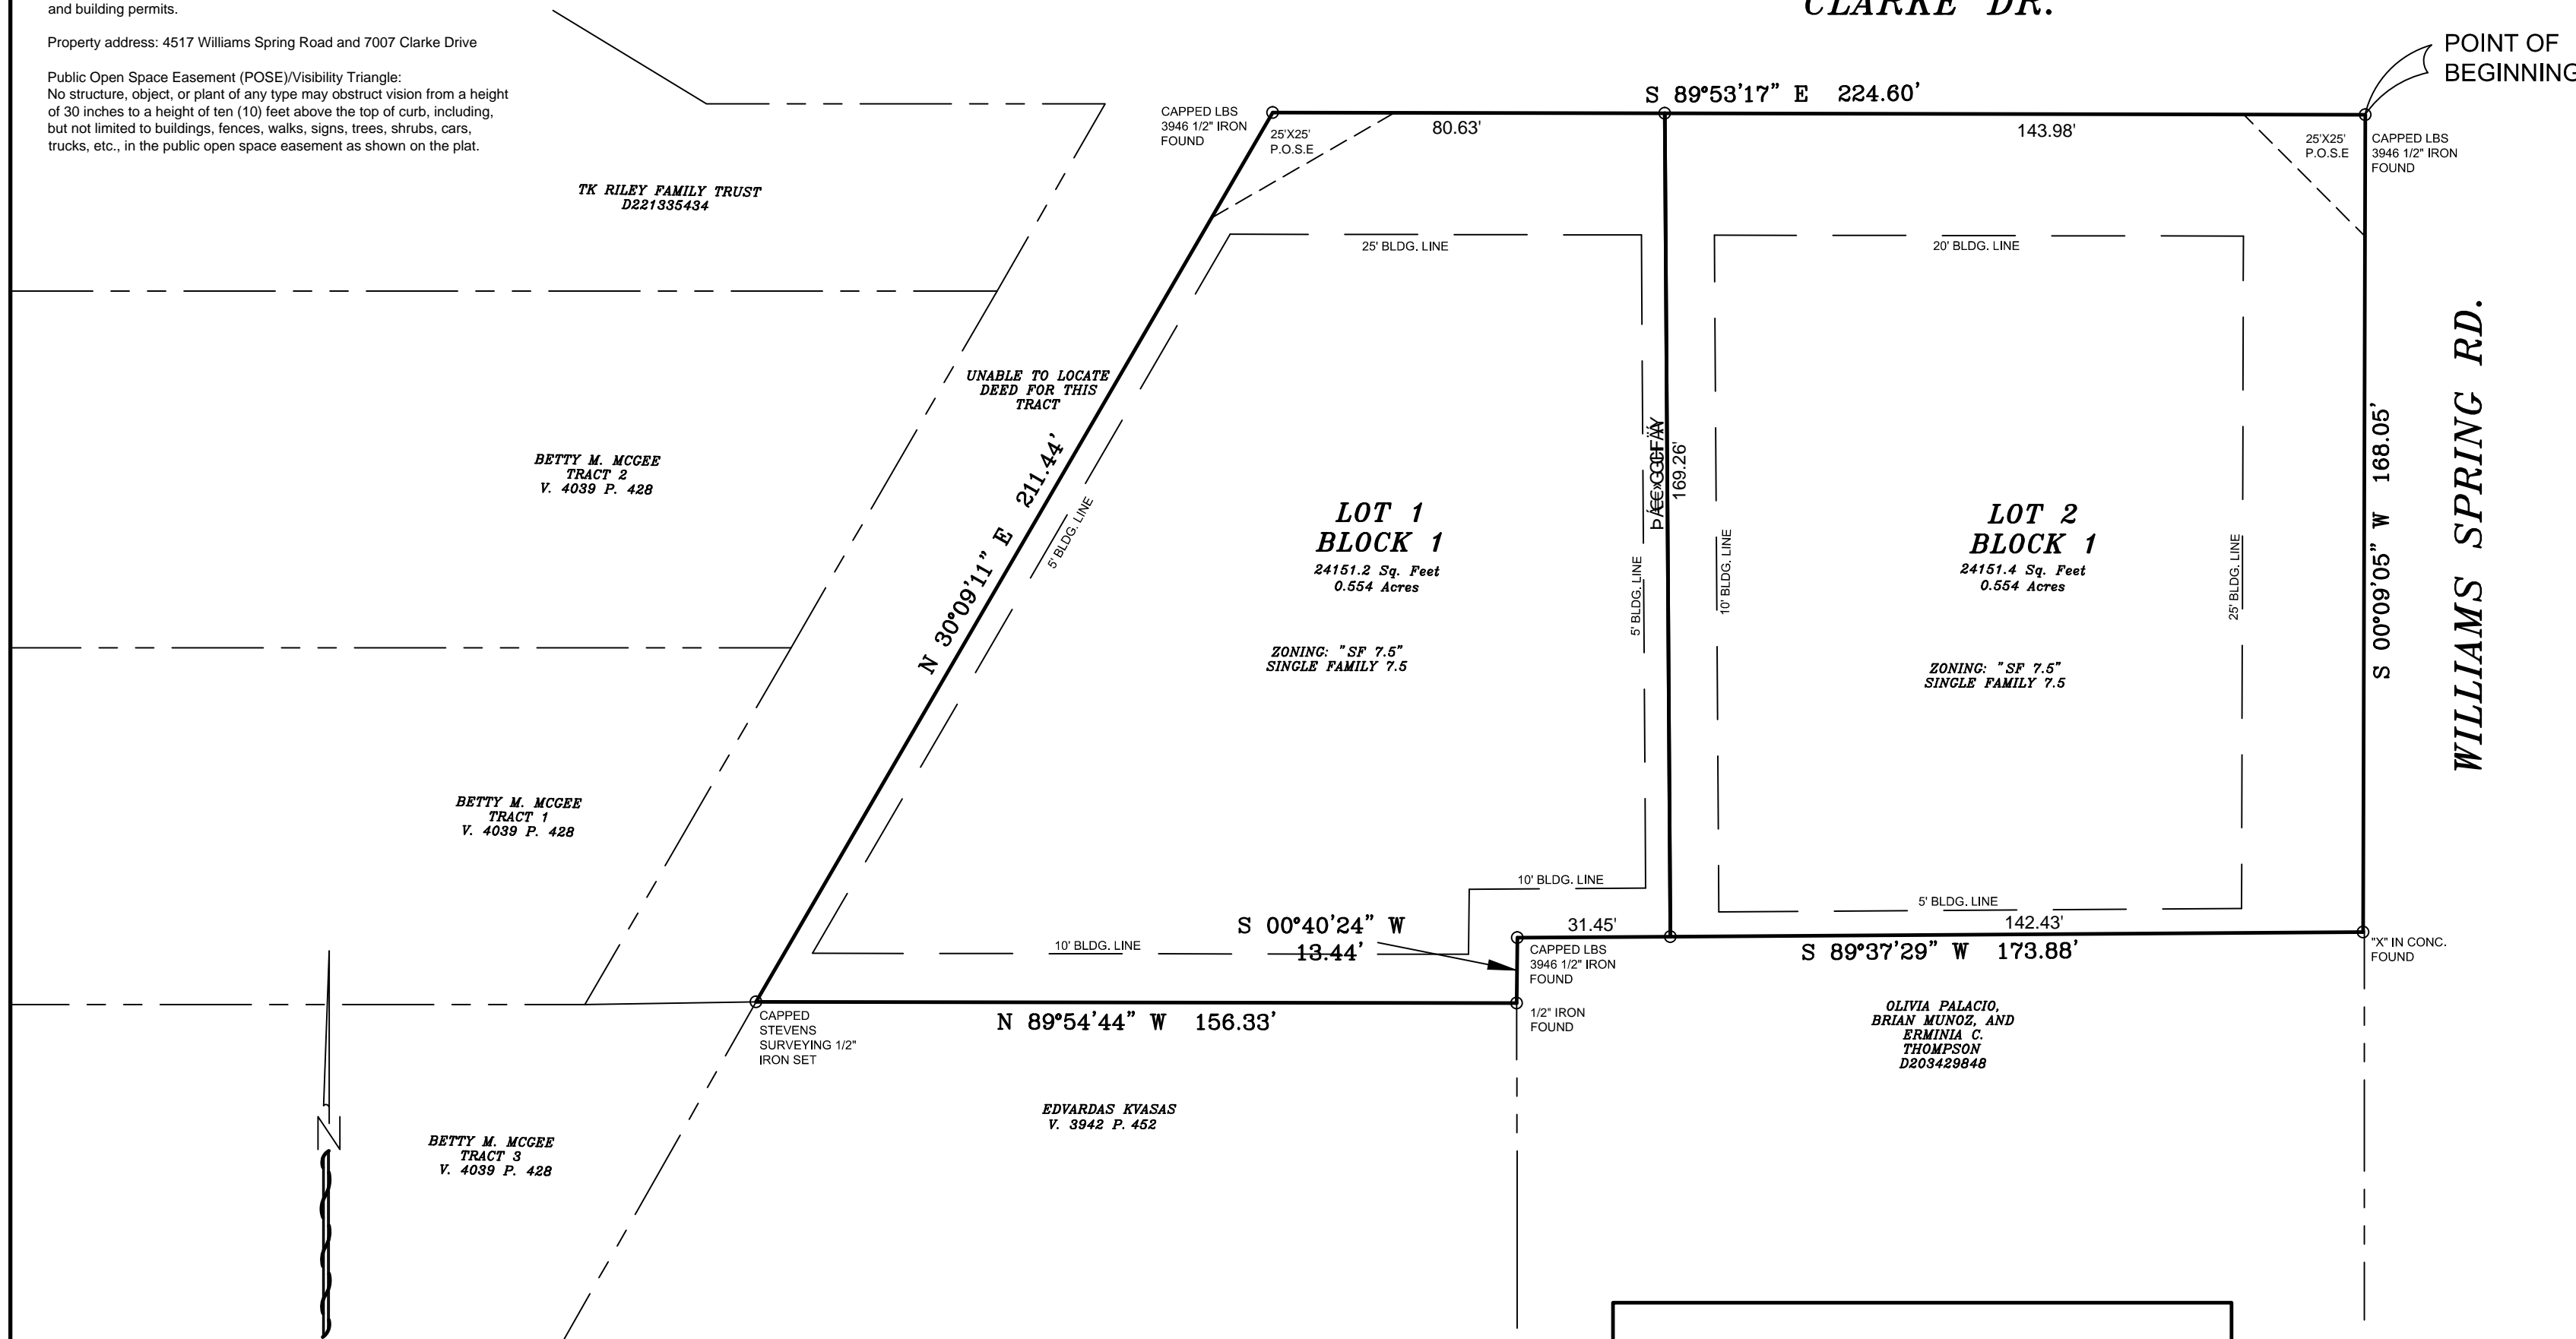 and building permits.
Property address: 4517 Williams Spring Road and 7007 Clarke Drive
Public Open Space Easement (POSE)/Visibility Triangle:
No structure, object, or plant of any type may obstruct vision from a height
of 30 inches to a height of ten (10) feet above the top of curb, including,
but not limited to buildings, fences, walks, signs, trees, shrubs, cars,
trucks, etc., in the public open space easement as shown on the plat.
CLARKE DR.
POINT OF
BEGINNING
S 89°53'17" E 224.60'
CAPPED LBS
3946 1/2" IRON
FOUND
25'X25'
P.O.S.E
80.63'
143.98'
25'X25'
P.O.S.E
CAPPED LBS
3946 1/2" IRON
FOUND
TK RILEY FAMILY TRUST
D221335434
25' BLDG. LINE
20' BLDG. LINE
UNABLE TO LOCATE
DEED FOR THIS
TRACT
N 30°09'11" E 211.44'
5' BLDG. LINE
BETTY M. MCGEE
TRACT 2
V. 4039 P. 428
LOT 1
BLOCK 1
24151.2 Sq. Feet
0.554 Acres
ZONING: "SF 7.5"
SINGLE FAMILY 7.5
5' BLDG. LINE
169.26'
10' BLDG. LINE
LOT 2
BLOCK 1
24151.4 Sq. Feet
0.554 Acres
ZONING: "SF 7.5"
SINGLE FAMILY 7.5
25' BLDG. LINE
S 00°09'05" W 168.05'
WILLIAMS SPRING RD.
BETTY M. MCGEE
TRACT 1
V. 4039 P. 428
10' BLDG. LINE
5' BLDG. LINE
S 00°40'24" W
13.44'
31.45'
142.43'
10' BLDG. LINE
CAPPED LBS
3946 1/2" IRON
FOUND
S 89°37'29" W 173.88'
"X" IN CONC.
FOUND
CAPPED
STEVENS
SURVEYING 1/2"
IRON SET
N 89°54'44" W 156.33'
1/2" IRON
FOUND
OLIVIA PALACIO,
BRIAN MUNOZ, AND
ERMINIA C.
THOMPSON
D203429848
EDVARDAS KVASAS
V. 3942 P. 452
N
BETTY M. MCGEE
TRACT 3
V. 4039 P. 428